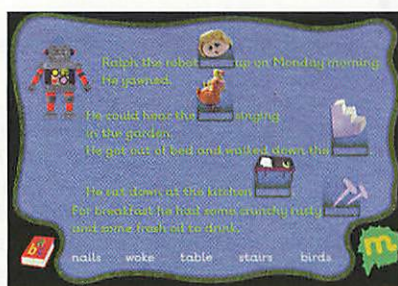 Ralph the robot up on Monday morning.
He yawned.
He could hear the singing
in the garden.
He got out of bed and walked down the
He sat down at the kitchen
For breakfast he had some crunchy rusty
and some fresh oil to drink.
nails woke table stairs birds
b
m